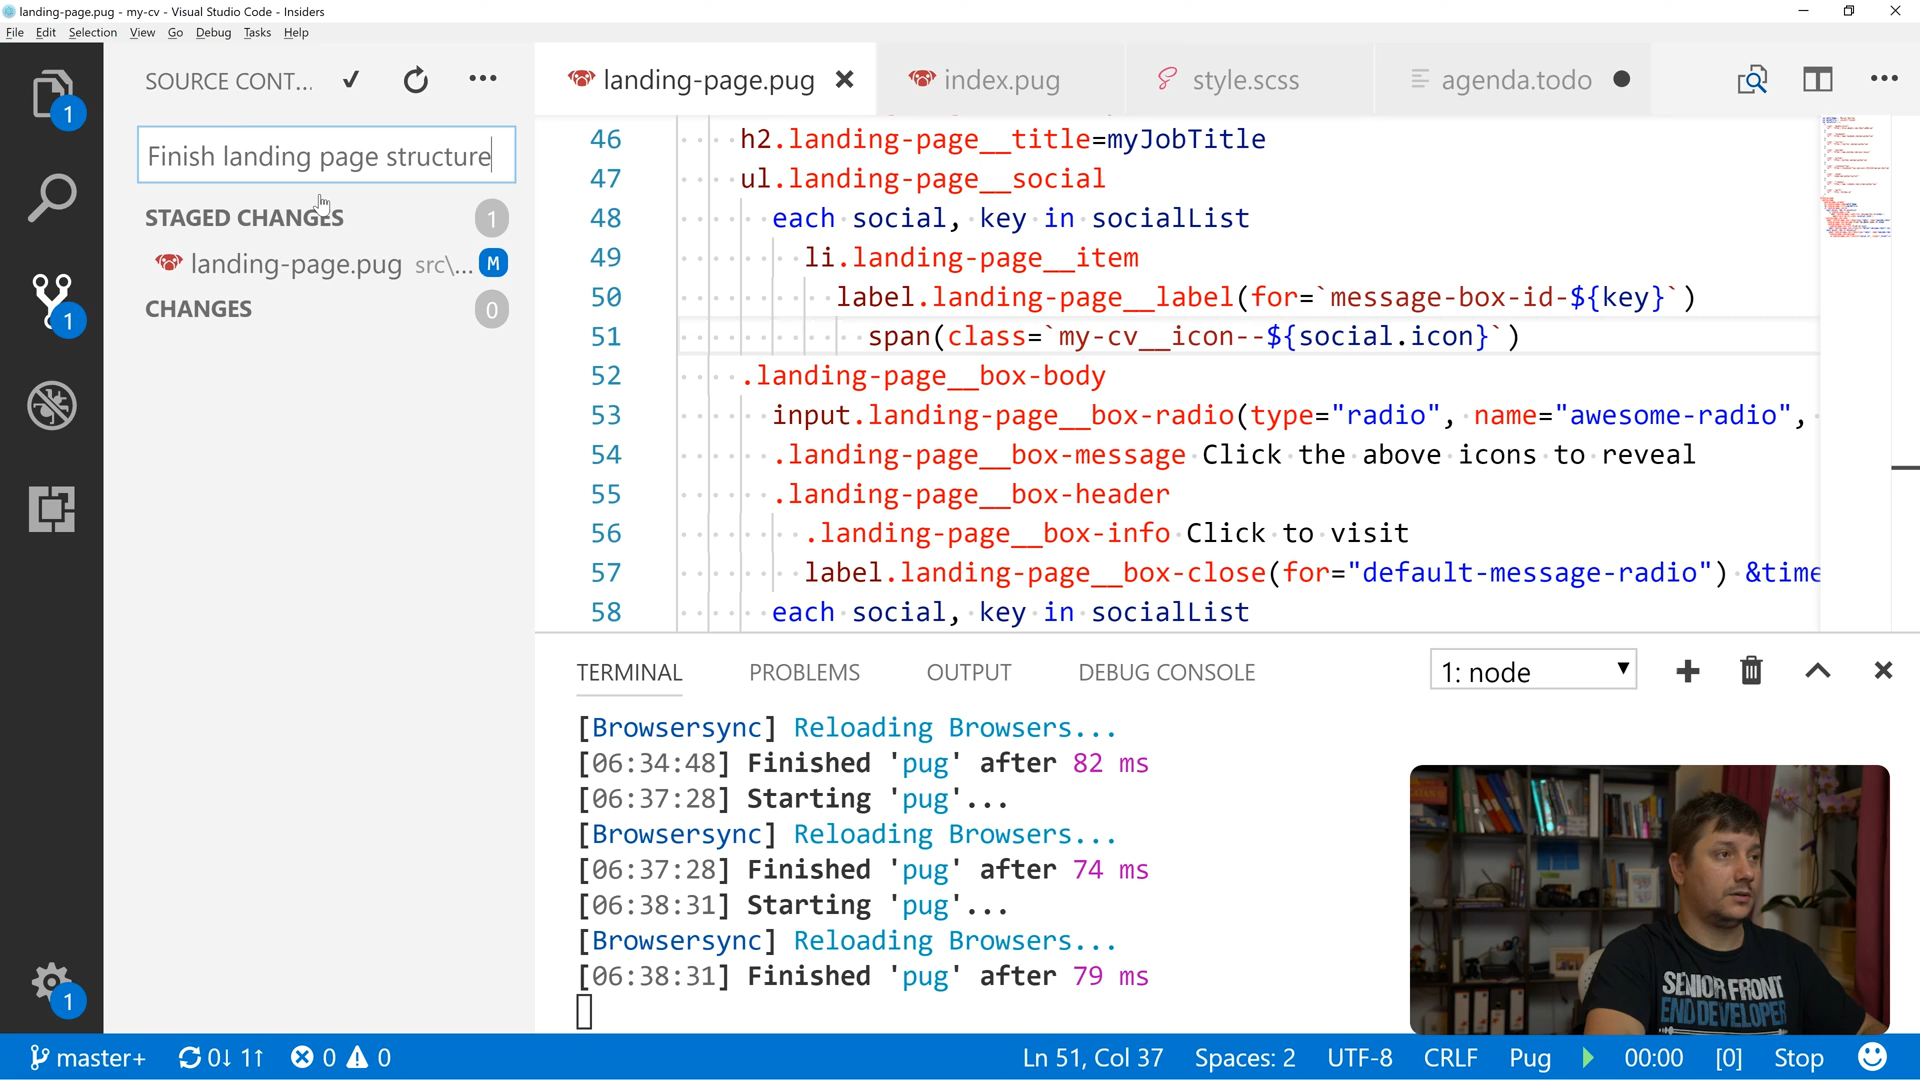 landing-page.pug - my-cv - Visual Studio Code - Insiders
File Edit Selection View Go Debug Tasks Help
SOURCE CONT...
landing-page.pug
index.pug
style.scss
agenda.todo
1
Finish landing page structure
STAGED CHANGES 1
landing-page.pug src\... M
CHANGES 0
1
1
46 h2.landing-page__title=myJobTitle
47 ul.landing-page__social
48 each social, key in socialList
49 li.landing-page__item
50 label.landing-page__label(for=`message-box-id-${key}`)
51 span(class=`my-cv__icon--${social.icon}`)
52 .landing-page__box-body
53 input.landing-page__box-radio(type="radio", name="awesome-radio",
54 .landing-page__box-message Click the above icons to reveal
55 .landing-page__box-header
56 .landing-page__box-info Click to visit
57 label.landing-page__box-close(for="default-message-radio") &time
58 each social, key in socialList
TERMINAL PROBLEMS OUTPUT DEBUG CONSOLE 1: node
[Browsersync] Reloading Browsers...
[06:34:48] Finished 'pug' after 82 ms
[06:37:28] Starting 'pug'...
[Browsersync] Reloading Browsers...
[06:37:28] Finished 'pug' after 74 ms
[06:38:31] Starting 'pug'...
[Browsersync] Reloading Browsers...
[06:38:31] Finished 'pug' after 79 ms
SENIOR FRONT
END DEVELOPER
master+ 0↓ 1↑ 0 0 Ln 51, Col 37 Spaces: 2 UTF-8 CRLF Pug 00:00 [0] Stop